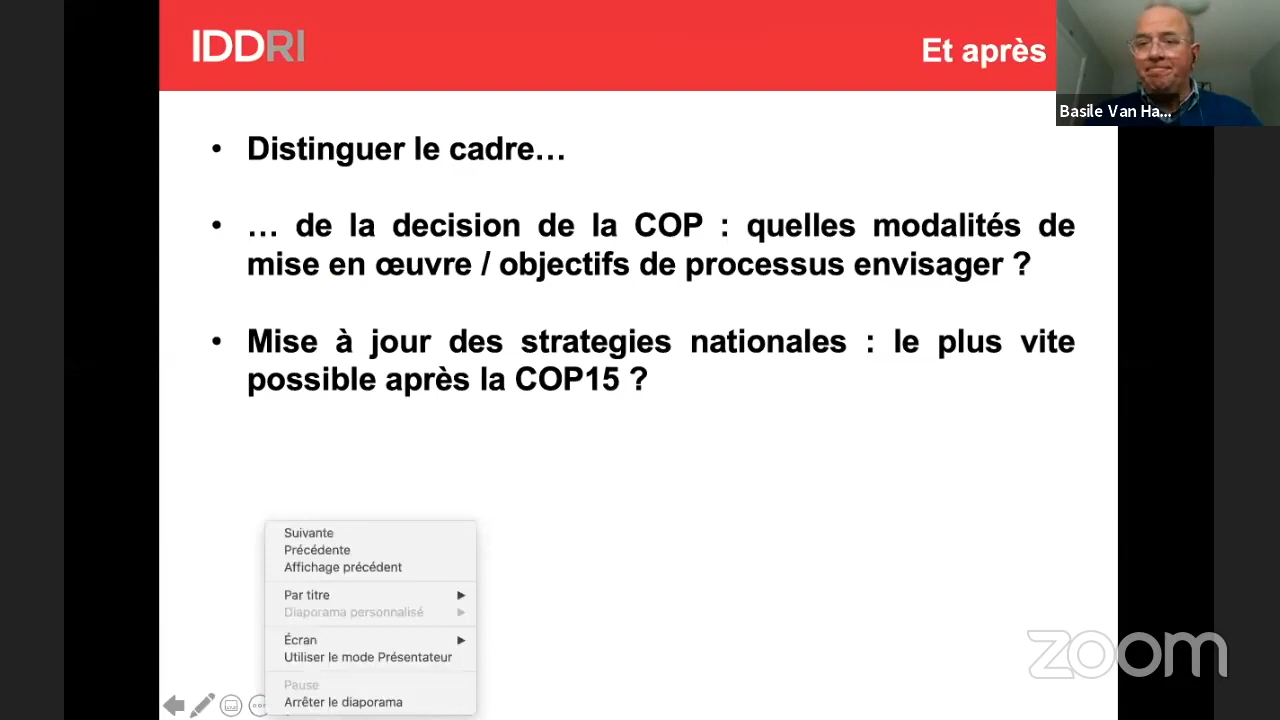 IDDRI
Et après
Basile Van Ha...
• Distinguer le cadre…
• … de la decision de la COP : quelles modalités de
mise en œuvre / objectifs de processus envisager ?
• Mise à jour des strategies nationales : le plus vite
possible après la COP15 ?
Suivante
Précédente
Affichage précédent
Par titre
Diaporama personnalisé
Écran
Utiliser le mode Présentateur
Pause
Arrêter le diaporama
zoom